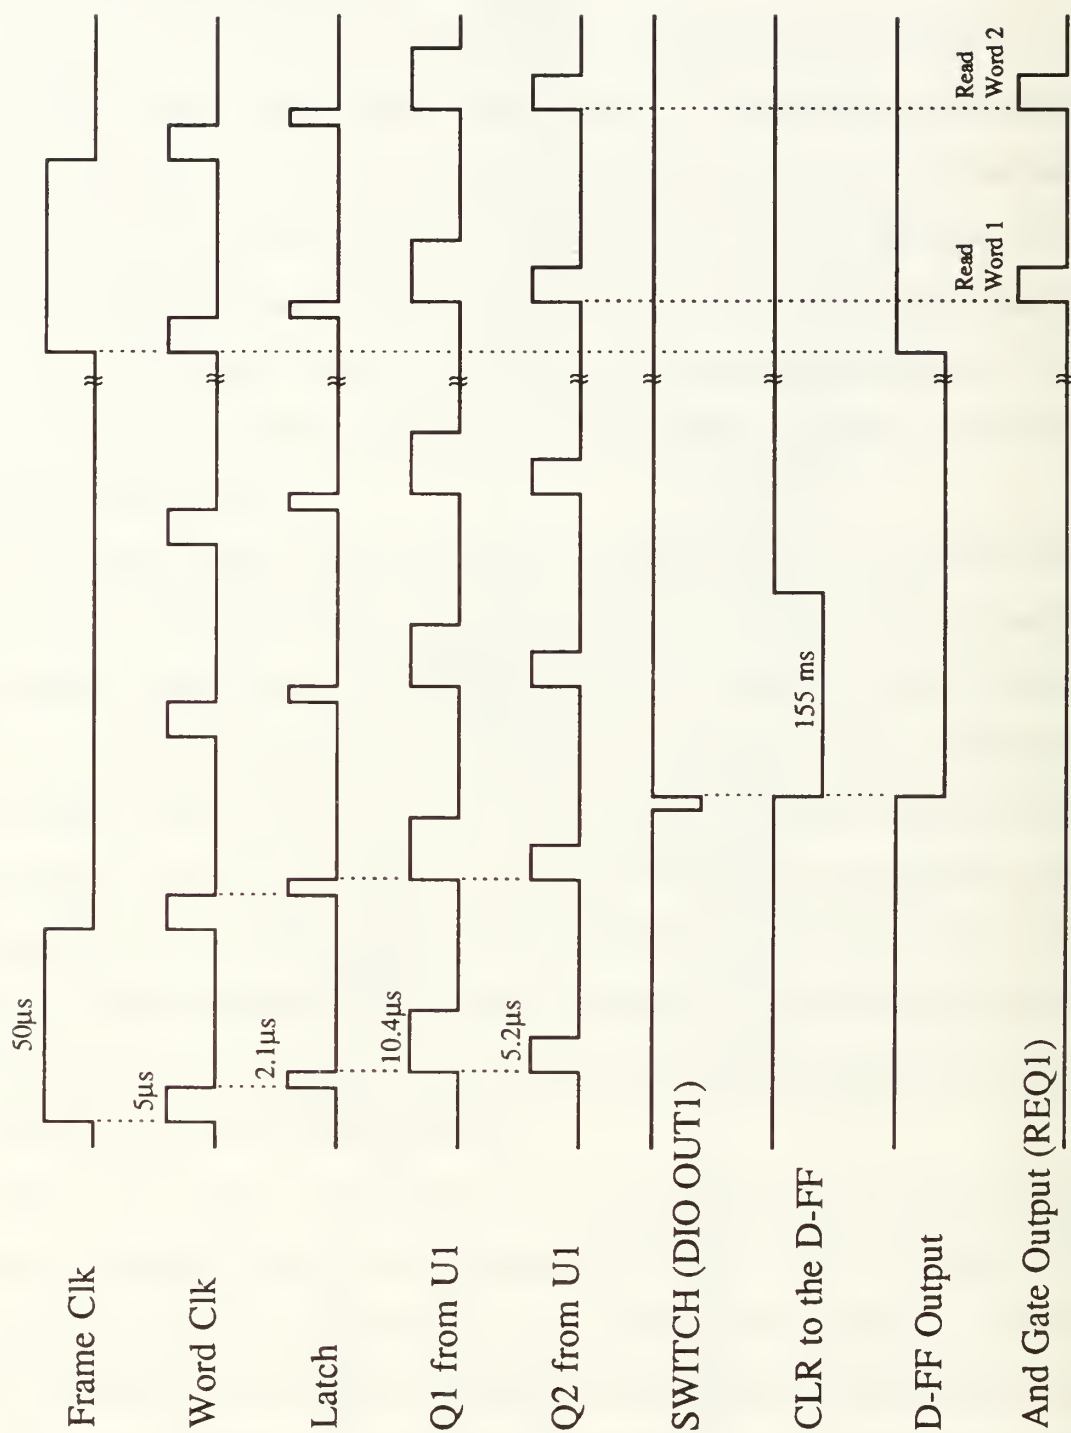 Frame Clk
50µs
Word Clk
5µs
Latch
2.1µs
Q1 from U1
10.4µs
Q2 from U1
5.2µs
SWITCH (DIO OUT1)
CLR to the D-FF
155 ms
D-FF Output
And Gate Output (REQ1)
Read
Word 1
Read
Word 2